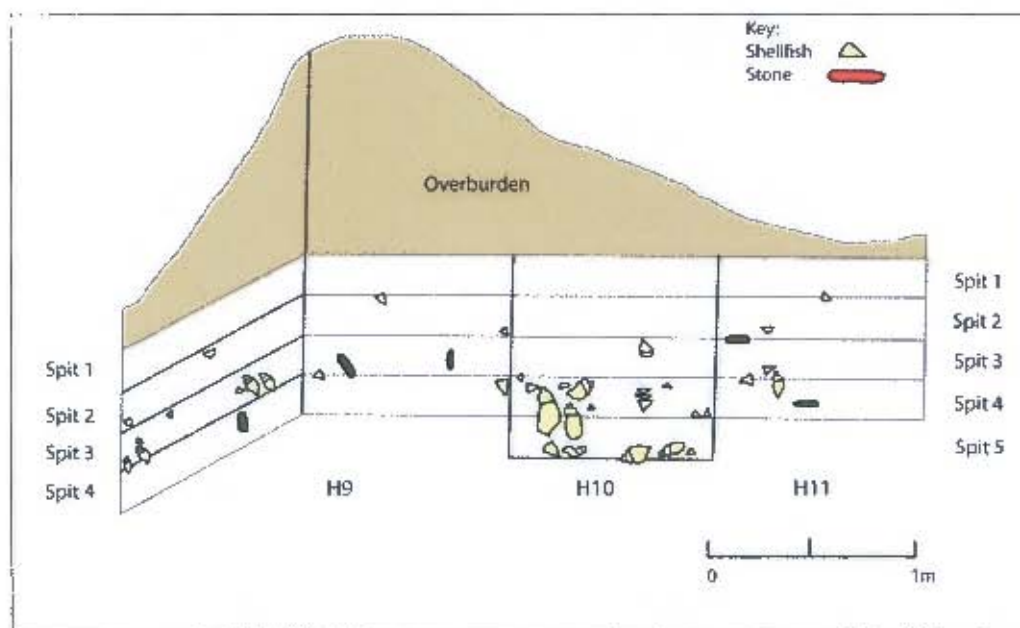 Key:
Shellfish
Stone
Overburden
Spit 1
Spit 2
Spit 3
Spit 4
Spit 5
Spit 1
Spit 2
Spit 3
Spit 4
H9
H10
H11
0
1m